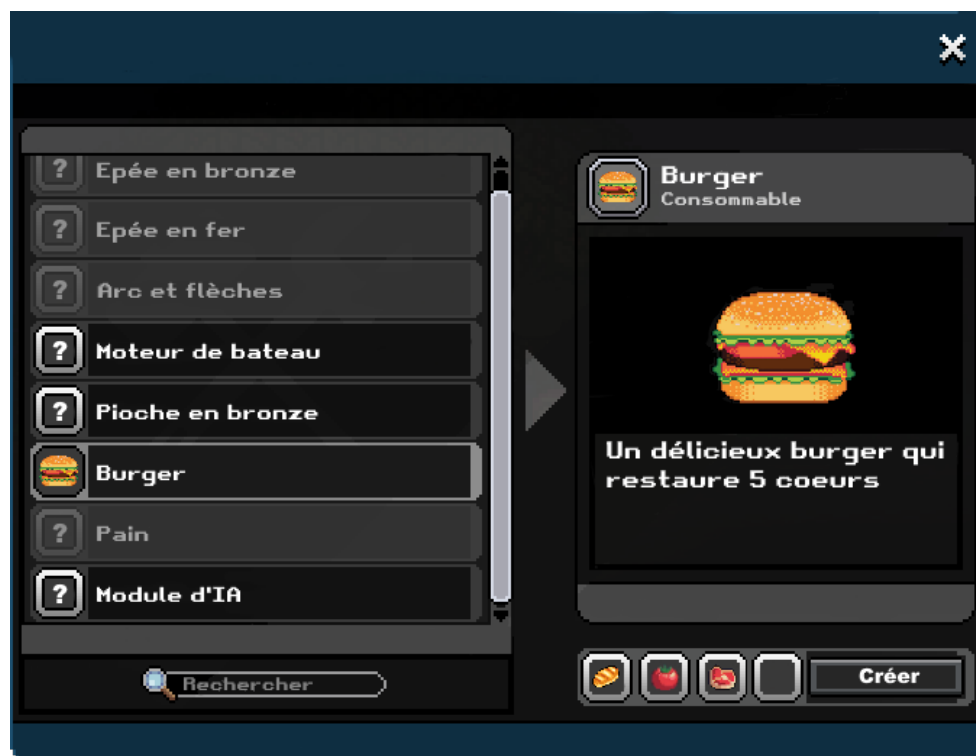 Epée en bronze
Epée en fer
Arc et flèches
Moteur de bateau
Pioche en bronze
Burger
Pain
Module d'IA
Rechercher
Burger
Consommable
Un délicieux burger qui
restaure 5 coeurs
Créer